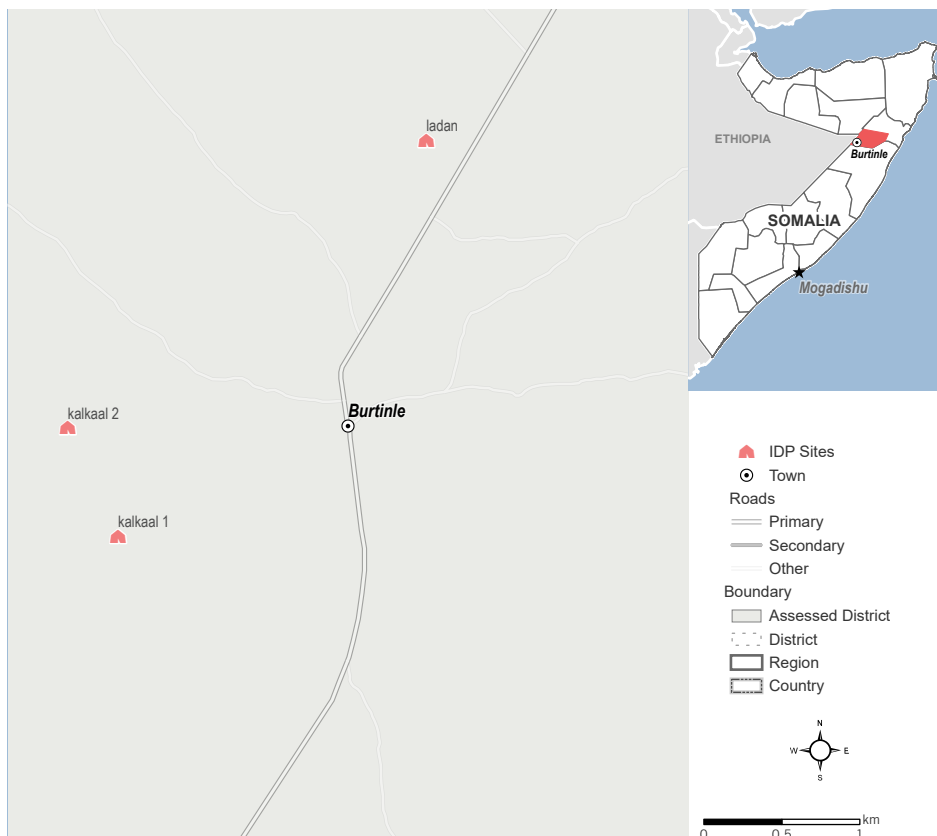 ladan
kalkaal 2
Burtinle
kalkaal 1
ETHIOPIA
Burtinle
SOMALIA
Mogadishu
IDP Sites
Town
Roads
Primary
Secondary
Other
Boundary
Assessed District
District
Region
Country
N
W E
S
km
0 0.5 1